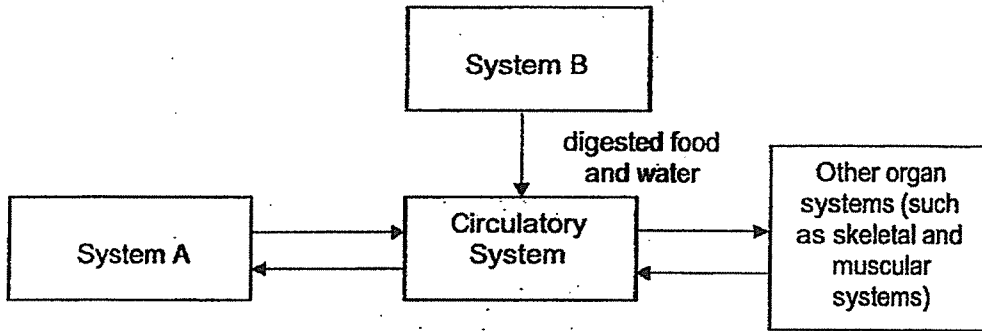 System B
digested food
and water
System A
Circulatory
System
Other organ
systems (such
as skeletal and
muscular
systems)